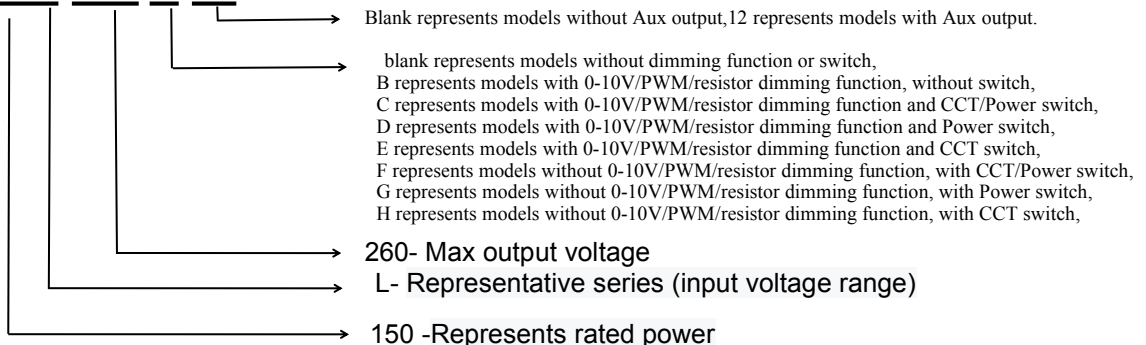 Blank represents models without Aux output,12 represents models with Aux output.
blank represents models without dimming function or switch,
B represents models with 0-10V/PWM/resistor dimming function, without switch,
C represents models with 0-10V/PWM/resistor dimming function and CCT/Power switch,
D represents models with 0-10V/PWM/resistor dimming function and Power switch,
E represents models with 0-10V/PWM/resistor dimming function and CCT switch,
F represents models without 0-10V/PWM/resistor dimming function, with CCT/Power switch,
G represents models without 0-10V/PWM/resistor dimming function, with Power switch,
H represents models without 0-10V/PWM/resistor dimming function, with CCT switch,
260- Max output voltage
L- Representative series (input voltage range)
150 -Represents rated power